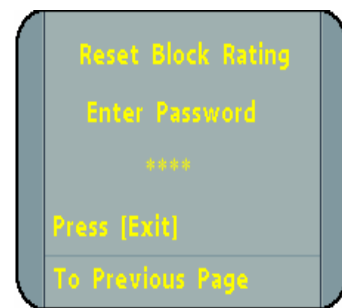 Reset Block Rating
Enter Password
****
Press [Exit]
To Previous Page